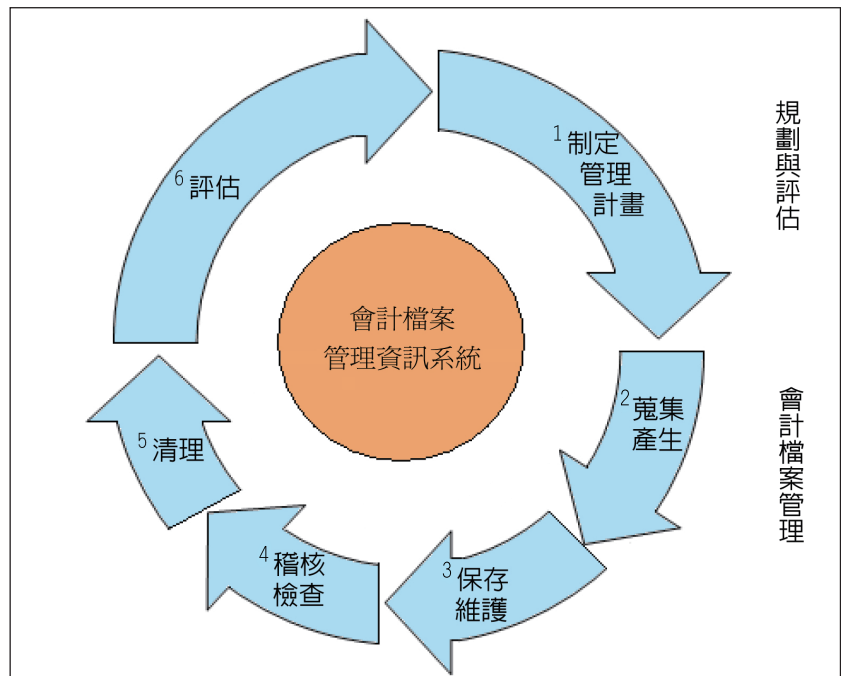 1 制定
管理
計畫
規劃與評估
2 蒐集
產生
會計檔案管理
3 保存
維護
4 稽核
檢查
5 清理
6 評估
會計檔案
管理資訊系統